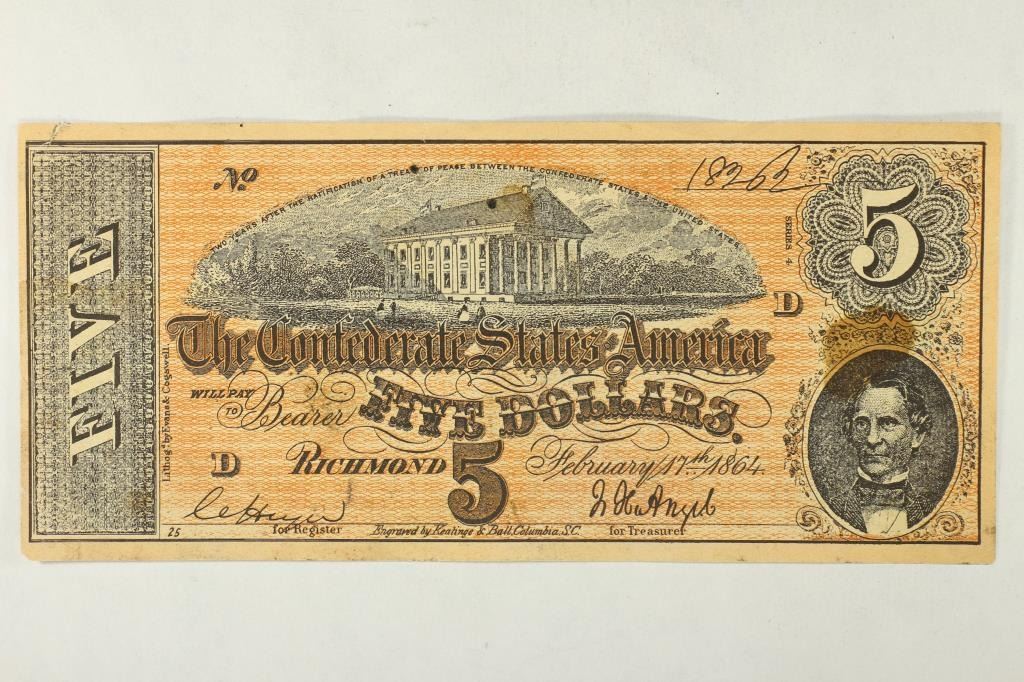 No 18262
TWO YEARS AFTER THE RATIFICATION OF A TREATY OF PEACE BETWEEN THE CONFEDERATE STATES & THE UNITED STATES
5
SERIES 4
D
FIVE
The Confederate States of America
WILL PAY TO Bearer FIVE DOLLARS.
D
RICHMOND 5 February 17th 1864
for Register
Engraved by Keatinge & Ball, Columbia, S.C.
for Treasurer
25
Lithog'd by Evans & Cogswell